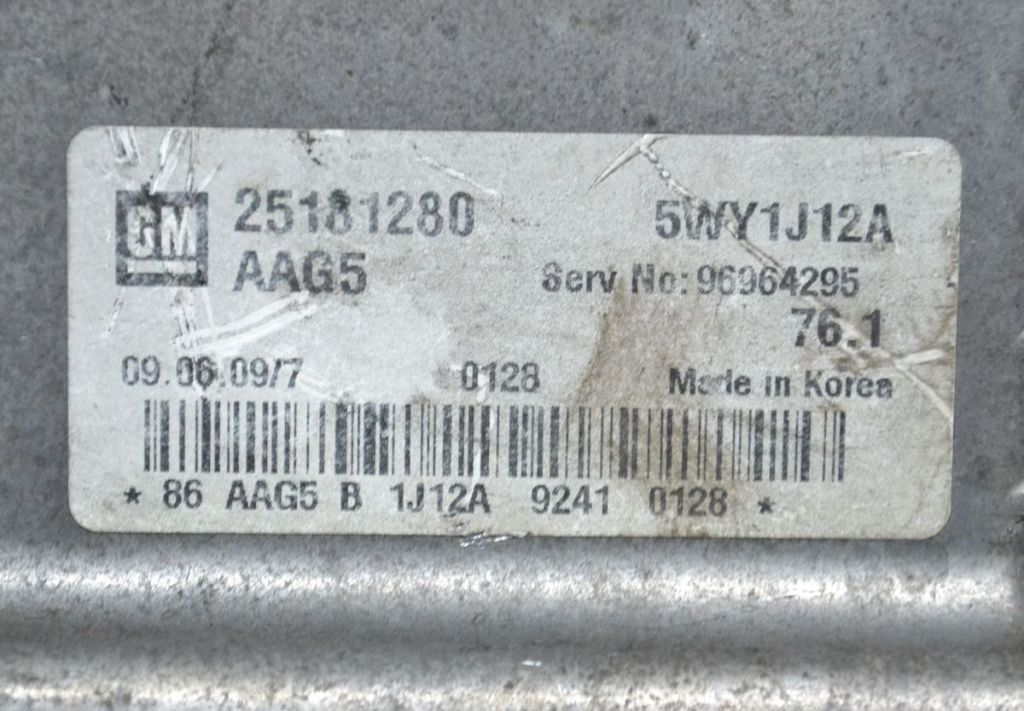 GM 25181280 5WY1J12A
AAG5 Serv No: 96964295
76.1
09.06.09/7 0128 Made in Korea
* 86 AAG5 B 1J12A 9241 0128 *